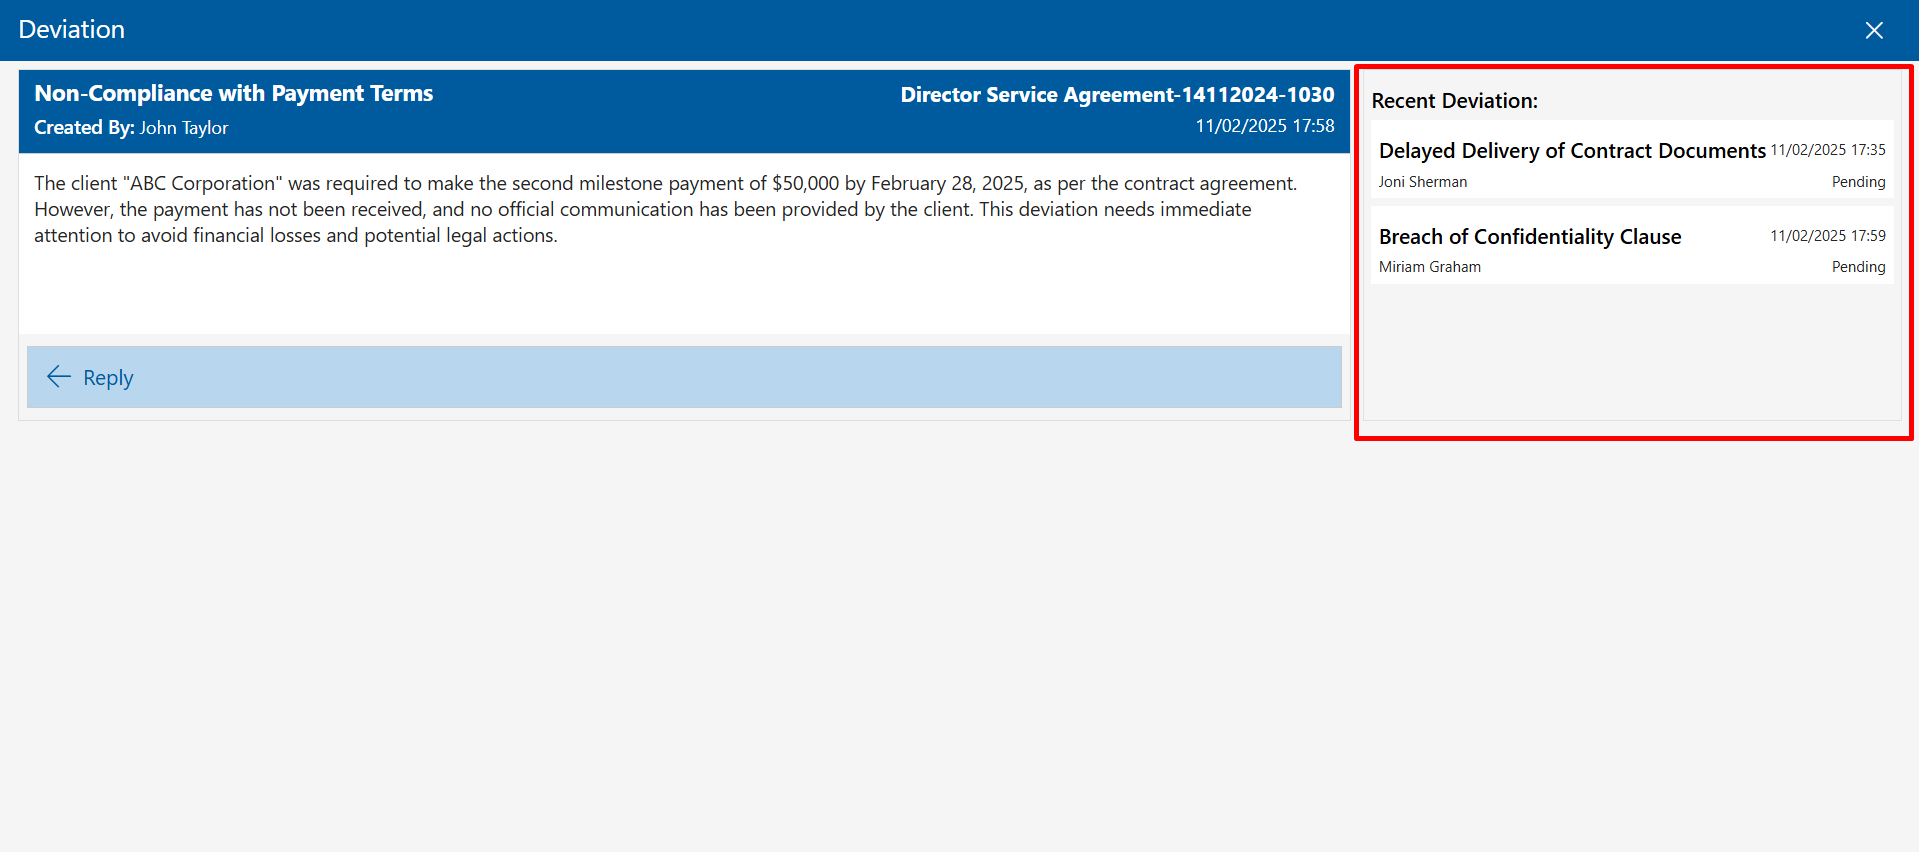 Deviation
Non-Compliance with Payment Terms
Director Service Agreement-14112024-1030
Created By: John Taylor
11/02/2025 17:58
The client "ABC Corporation" was required to make the second milestone payment of $50,000 by February 28, 2025, as per the contract agreement.
However, the payment has not been received, and no official communication has been provided by the client. This deviation needs immediate
attention to avoid financial losses and potential legal actions.
Reply
Recent Deviation:
Delayed Delivery of Contract Documents 11/02/2025 17:35
Joni Sherman Pending
Breach of Confidentiality Clause 11/02/2025 17:59
Miriam Graham Pending